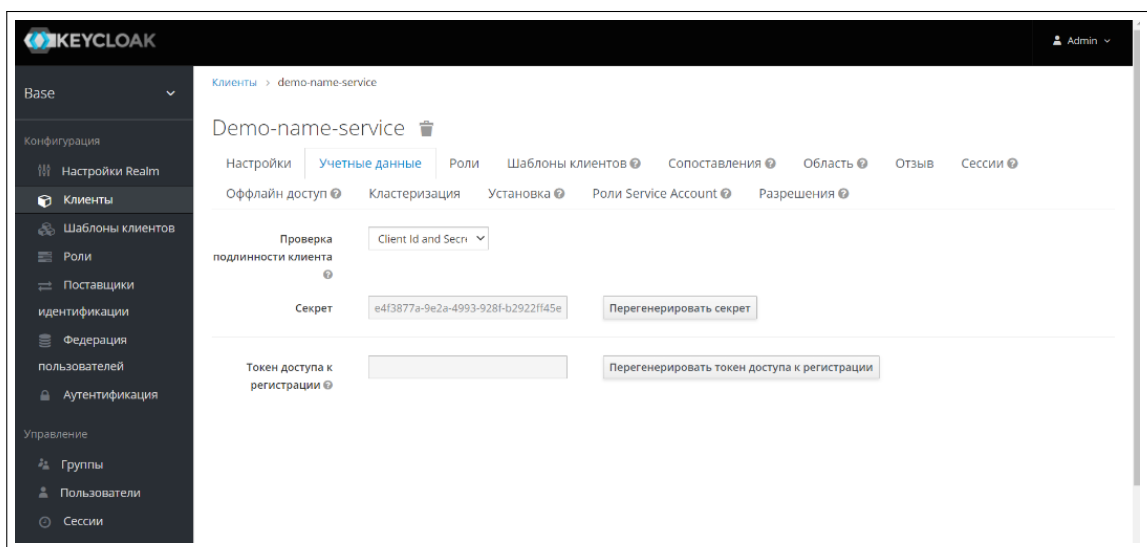 KEYCLOAK
Admin
Base
Конфигурация
Настройки Realm
Клиенты
Шаблоны клиентов
Роли
Поставщики
идентификации
Федерация
пользователей
Аутентификация
Управление
Группы
Пользователи
Сессии
Клиенты > demo-name-service
Demo-name-service
Настройки Учетные данные Роли Шаблоны клиентов Сопоставления Область Отзыв Сессии
Оффлайн доступ Кластеризация Установка Роли Service Account Разрешения
Проверка
подлинности клиента
Client Id and Secre
Секрет e4f3877a-9e2a-4993-928f-b2922ff45e Перегенерировать секрет
Токен доступа к
регистрации
Перегенерировать токен доступа к регистрации